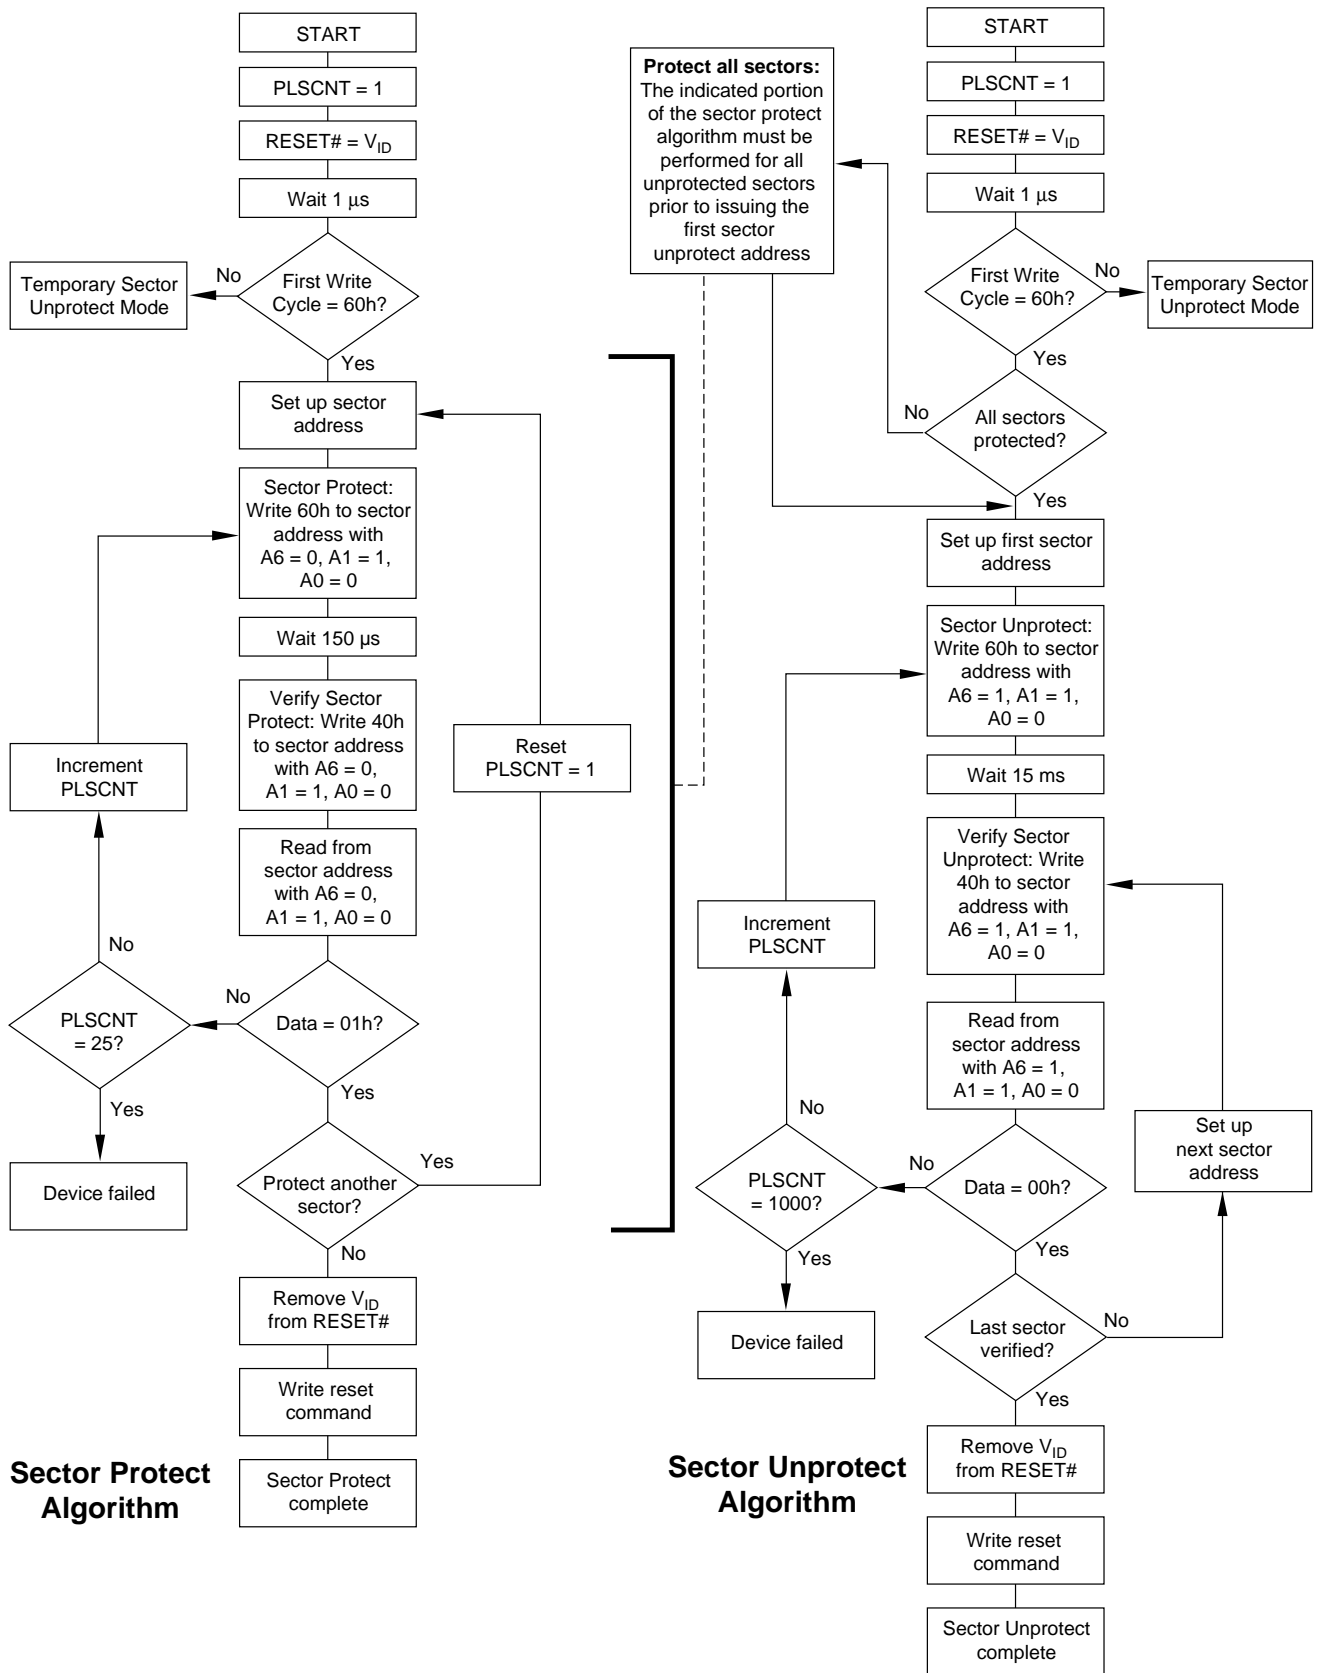 START
PLSCNT = 1
RESET# = VID
Wait 1 μs
First Write
Cycle = 60h?
No
Temporary Sector
Unprotect Mode
Yes
Set up sector
address
Sector Protect:
Write 60h to sector
address with
A6 = 0, A1 = 1,
A0 = 0
Wait 150 µs
Verify Sector
Protect: Write 40h
to sector address
with A6 = 0,
A1 = 1, A0 = 0
Increment
PLSCNT
Reset
PLSCNT = 1
Read from
sector address
with A6 = 0,
A1 = 1, A0 = 0
No
PLSCNT
= 25?
No
Data = 01h?
Yes
Yes
Device failed
Protect another
sector?
Yes
No
Remove VID
from RESET#
Write reset
command
Sector Protect
complete
Sector Protect
Algorithm
Protect all sectors:
The indicated portion
of the sector protect
algorithm must be
performed for all
unprotected sectors
prior to issuing the
first sector
unprotect address
START
PLSCNT = 1
RESET# = VID
Wait 1 μs
First Write
Cycle = 60h?
No
Temporary Sector
Unprotect Mode
Yes
No
All sectors
protected?
Yes
Set up first sector
address
Sector Unprotect:
Write 60h to sector
address with
A6 = 1, A1 = 1,
A0 = 0
Wait 15 ms
Verify Sector
Unprotect: Write
40h to sector
address with
A6 = 1, A1 = 1,
A0 = 0
Increment
PLSCNT
Read from
sector address
with A6 = 1,
A1 = 1, A0 = 0
No
PLSCNT
= 1000?
No
Data = 00h?
Set up
next sector
address
Yes
Yes
Device failed
Last sector
verified?
No
Yes
Remove VID
from RESET#
Write reset
command
Sector Unprotect
complete
Sector Unprotect
Algorithm